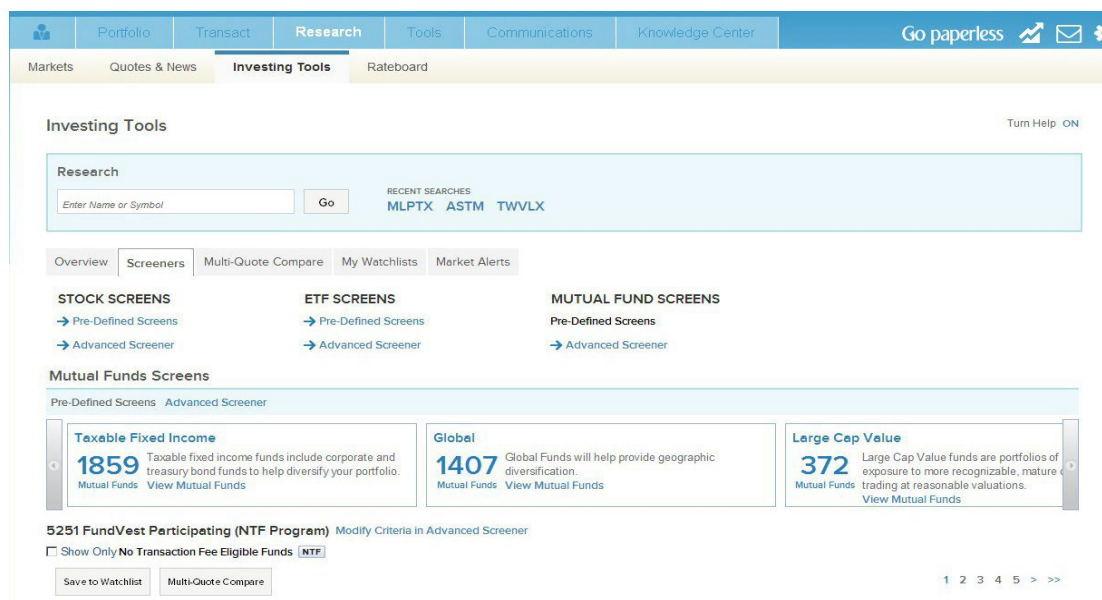 Portfolio Transact Research Tools Communications Knowledge Center Go paperless
Markets Quotes & News Investing Tools Rateboard
Investing Tools
Turn Help ON
Research
Enter Name or Symbol Go
RECENT SEARCHES
MLPTX ASTM TWVLX
Overview Screeners Multi-Quote Compare My Watchlists Market Alerts
STOCK SCREENS ETF SCREENS MUTUAL FUND SCREENS
Pre-Defined Screens Pre-Defined Screens Pre-Defined Screens
Advanced Screener Advanced Screener Advanced Screener
Mutual Funds Screens
Pre-Defined Screens Advanced Screener
Taxable Fixed Income
1859
Mutual Funds
Taxable fixed income funds include corporate and
treasury bond funds to help diversify your portfolio.
View Mutual Funds
Global
1407
Mutual Funds
Global Funds will help provide geographic
diversification.
View Mutual Funds
Large Cap Value
372
Mutual Funds
Large Cap Value funds are portfolios of
exposure to more recognizable, mature
trading at reasonable valuations.
View Mutual Funds
5251 FundVest Participating (NTF Program) Modify Criteria in Advanced Screener
Show Only No Transaction Fee Eligible Funds NTF
Save to Watchlist Multi-Quote Compare
1 2 3 4 5 > >>